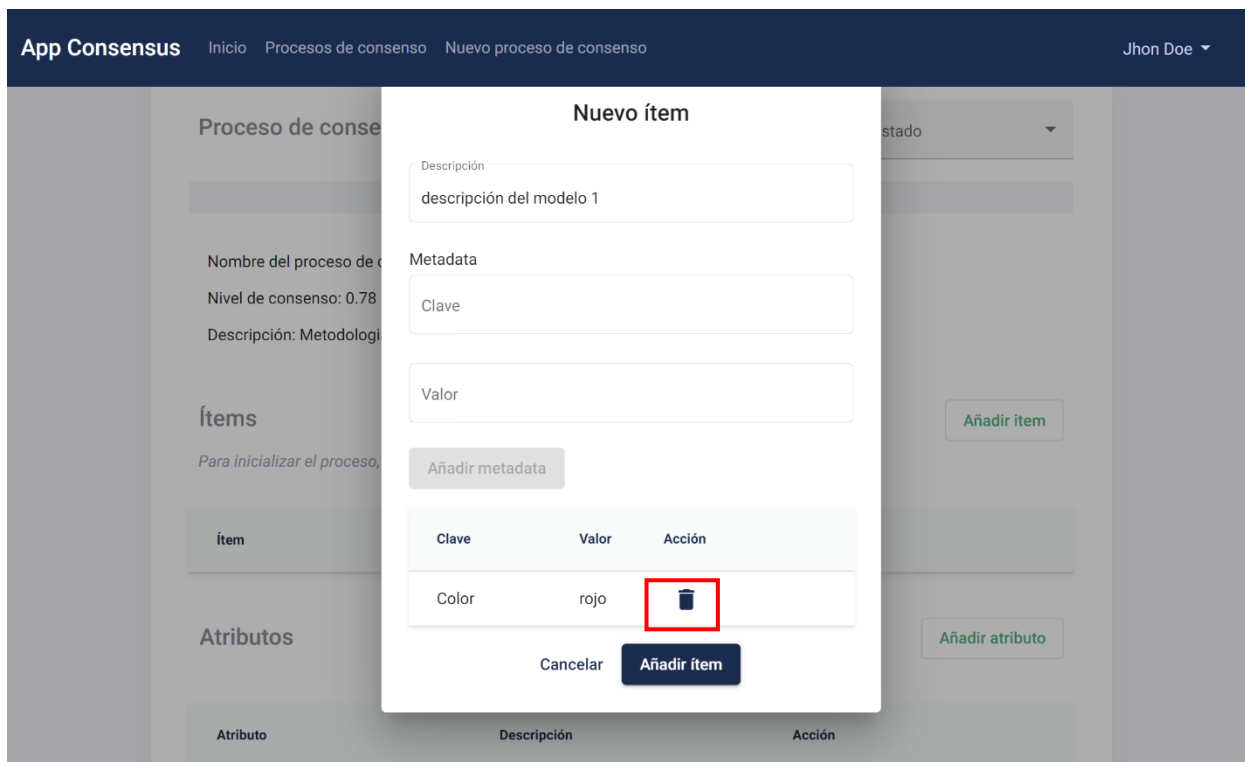 App Consensus Inicio Procesos de consenso Nuevo proceso de consenso Jhon Doe
Nuevo ítem
Proceso de conse
stado
Descripción
descripción del modelo 1
Nombre del proceso de c
Metadata
Nivel de consenso: 0.78
Clave
Descripción: Metodologi
Valor
Ítems
Añadir item
Para inicializar el proceso,
Añadir metadata
Ítem
Clave Valor Acción
Color rojo
Atributos
Añadir atributo
Cancelar Añadir ítem
Atributo Descripción Acción